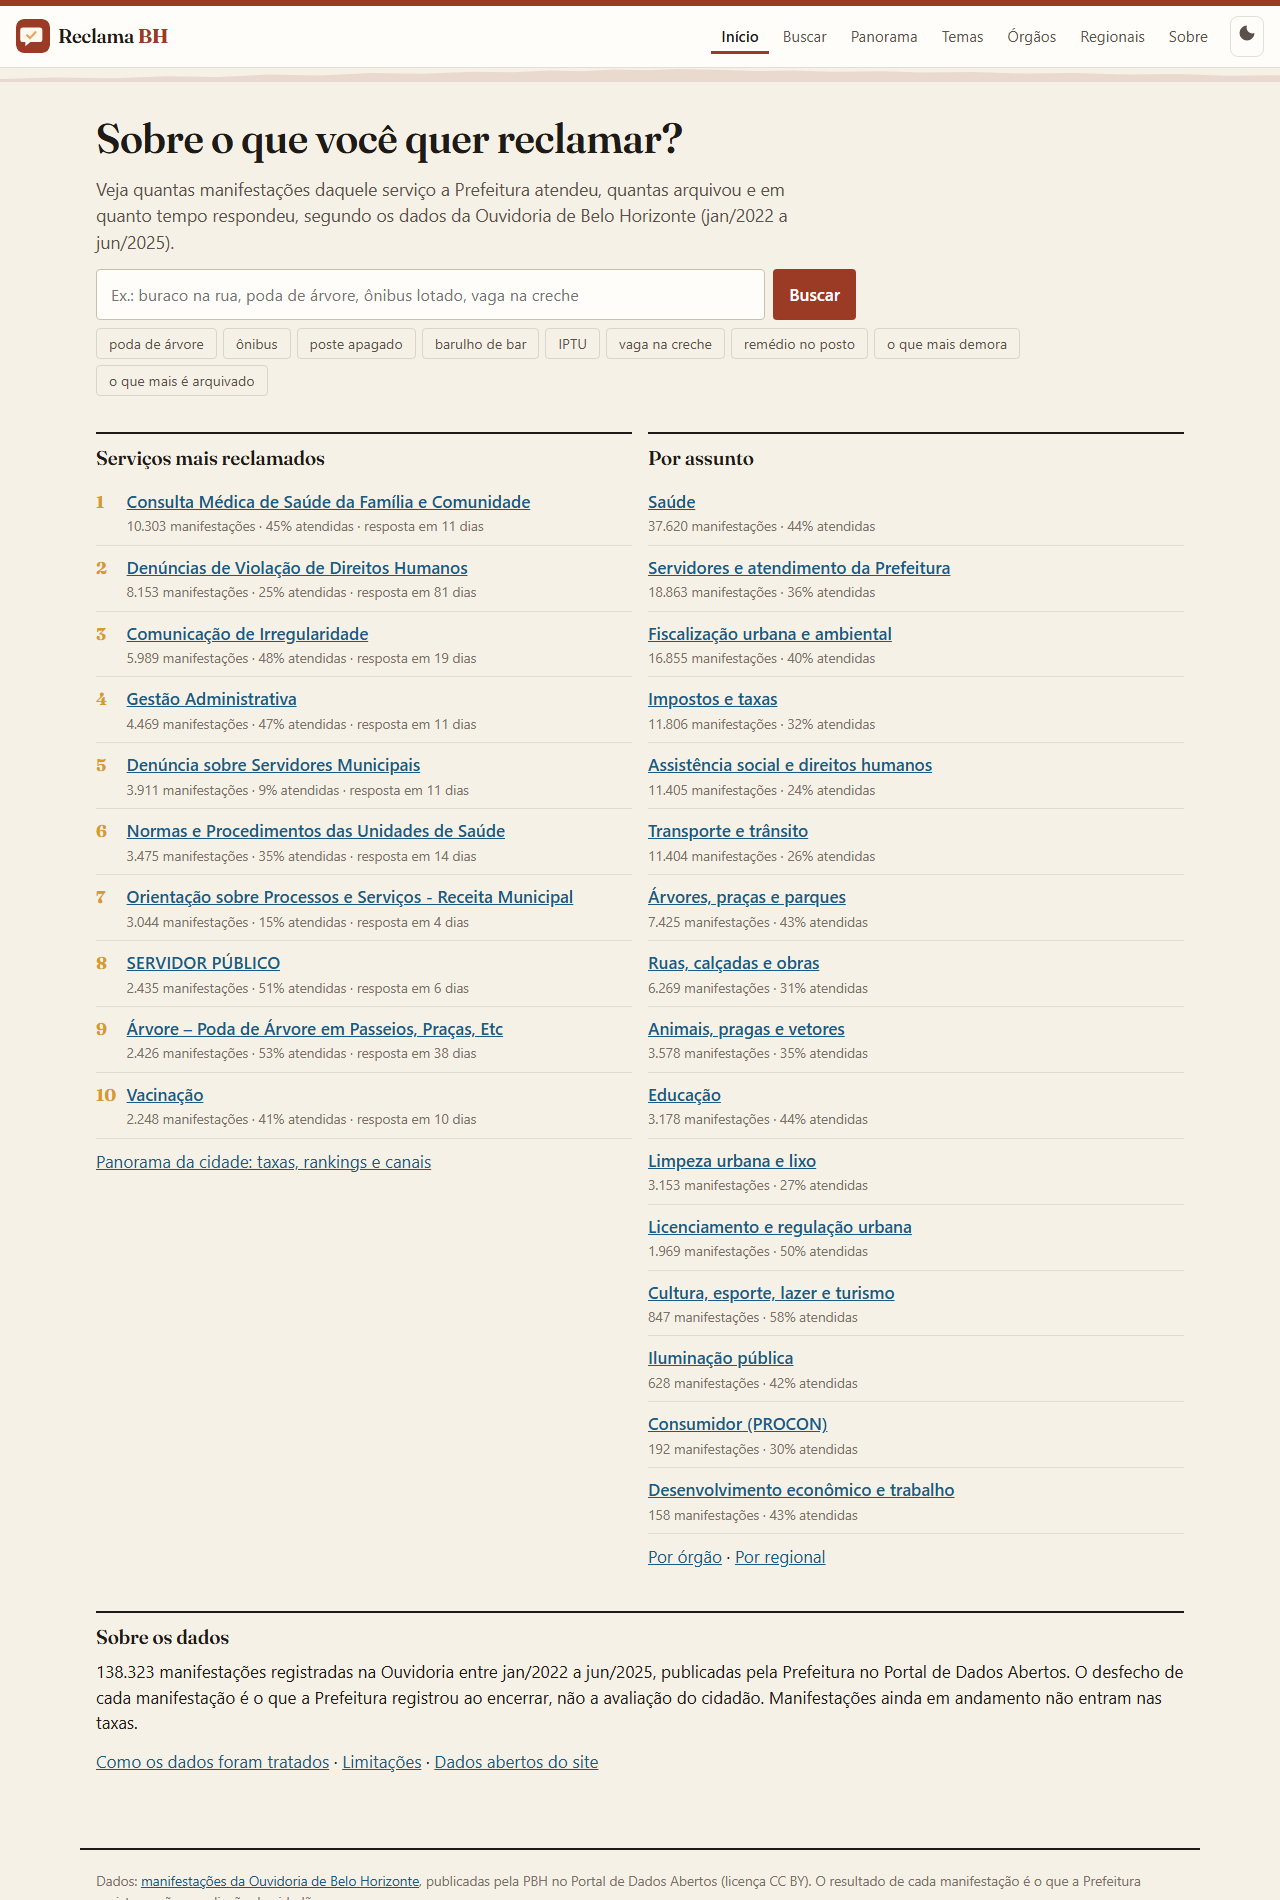 Reclama BH
Início
Buscar
Panorama
Temas
Órgãos
Regionais
Sobre
Sobre o que você quer reclamar?
Veja quantas manifestações daquele serviço a Prefeitura atendeu, quantas arquivou e em
quanto tempo respondeu, segundo os dados da Ouvidoria de Belo Horizonte (jan/2022 a
jun/2025).
Ex.: buraco na rua, poda de árvore, ônibus lotado, vaga na creche
Buscar
poda de árvore
ônibus
poste apagado
barulho de bar
IPTU
vaga na creche
remédio no posto
o que mais demora
o que mais é arquivado
Serviços mais reclamados
1 Consulta Médica de Saúde da Família e Comunidade
10.303 manifestações · 45% atendidas · resposta em 11 dias
2 Denúncias de Violação de Direitos Humanos
8.153 manifestações · 25% atendidas · resposta em 81 dias
3 Comunicação de Irregularidade
5.989 manifestações · 48% atendidas · resposta em 19 dias
4 Gestão Administrativa
4.469 manifestações · 47% atendidas · resposta em 11 dias
5 Denúncia sobre Servidores Municipais
3.911 manifestações · 9% atendidas · resposta em 11 dias
6 Normas e Procedimentos das Unidades de Saúde
3.475 manifestações · 35% atendidas · resposta em 14 dias
7 Orientação sobre Processos e Serviços - Receita Municipal
3.044 manifestações · 15% atendidas · resposta em 4 dias
8 SERVIDOR PÚBLICO
2.435 manifestações · 51% atendidas · resposta em 6 dias
9 Árvore – Poda de Árvore em Passeios, Praças, Etc
2.426 manifestações · 53% atendidas · resposta em 38 dias
10 Vacinação
2.248 manifestações · 41% atendidas · resposta em 10 dias
Panorama da cidade: taxas, rankings e canais
Por assunto
Saúde
37.620 manifestações · 44% atendidas
Servidores e atendimento da Prefeitura
18.863 manifestações · 36% atendidas
Fiscalização urbana e ambiental
16.855 manifestações · 40% atendidas
Impostos e taxas
11.806 manifestações · 32% atendidas
Assistência social e direitos humanos
11.405 manifestações · 24% atendidas
Transporte e trânsito
11.404 manifestações · 26% atendidas
Árvores, praças e parques
7.425 manifestações · 43% atendidas
Ruas, calçadas e obras
6.269 manifestações · 31% atendidas
Animais, pragas e vetores
3.578 manifestações · 35% atendidas
Educação
3.178 manifestações · 44% atendidas
Limpeza urbana e lixo
3.153 manifestações · 27% atendidas
Licenciamento e regulação urbana
1.969 manifestações · 50% atendidas
Cultura, esporte, lazer e turismo
847 manifestações · 58% atendidas
Iluminação pública
628 manifestações · 42% atendidas
Consumidor (PROCON)
192 manifestações · 30% atendidas
Desenvolvimento econômico e trabalho
158 manifestações · 43% atendidas
Por órgão · Por regional
Sobre os dados
138.323 manifestações registradas na Ouvidoria entre jan/2022 a jun/2025, publicadas pela Prefeitura no Portal de Dados Abertos. O desfecho de
cada manifestação é o que a Prefeitura registrou ao encerrar, não a avaliação do cidadão. Manifestações ainda em andamento não entram nas
taxas.
Como os dados foram tratados · Limitações · Dados abertos do site
Dados: manifestações da Ouvidoria de Belo Horizonte, publicadas pela PBH no Portal de Dados Abertos (licença CC BY). O resultado de cada manifestação é o que a Prefeitura